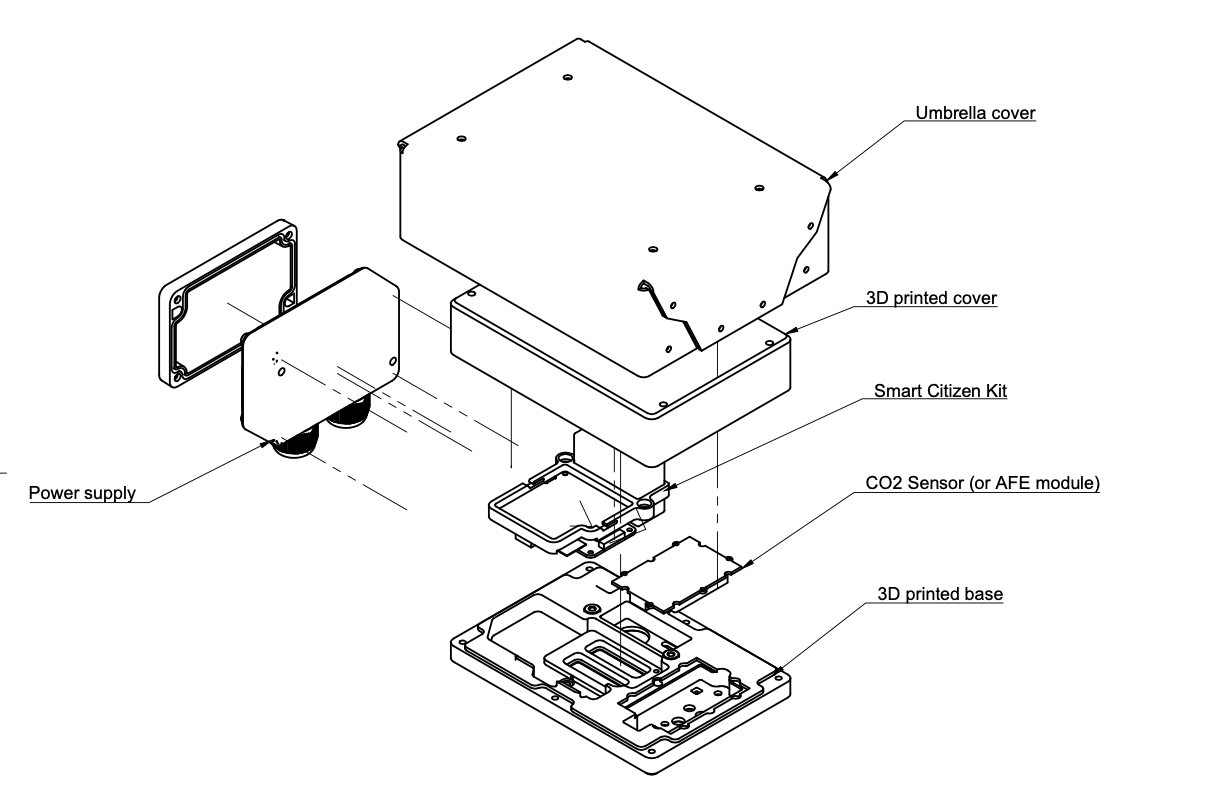 Umbrella cover
3D printed cover
Smart Citizen Kit
CO2 Sensor (or AFE module)
Power supply
3D printed base